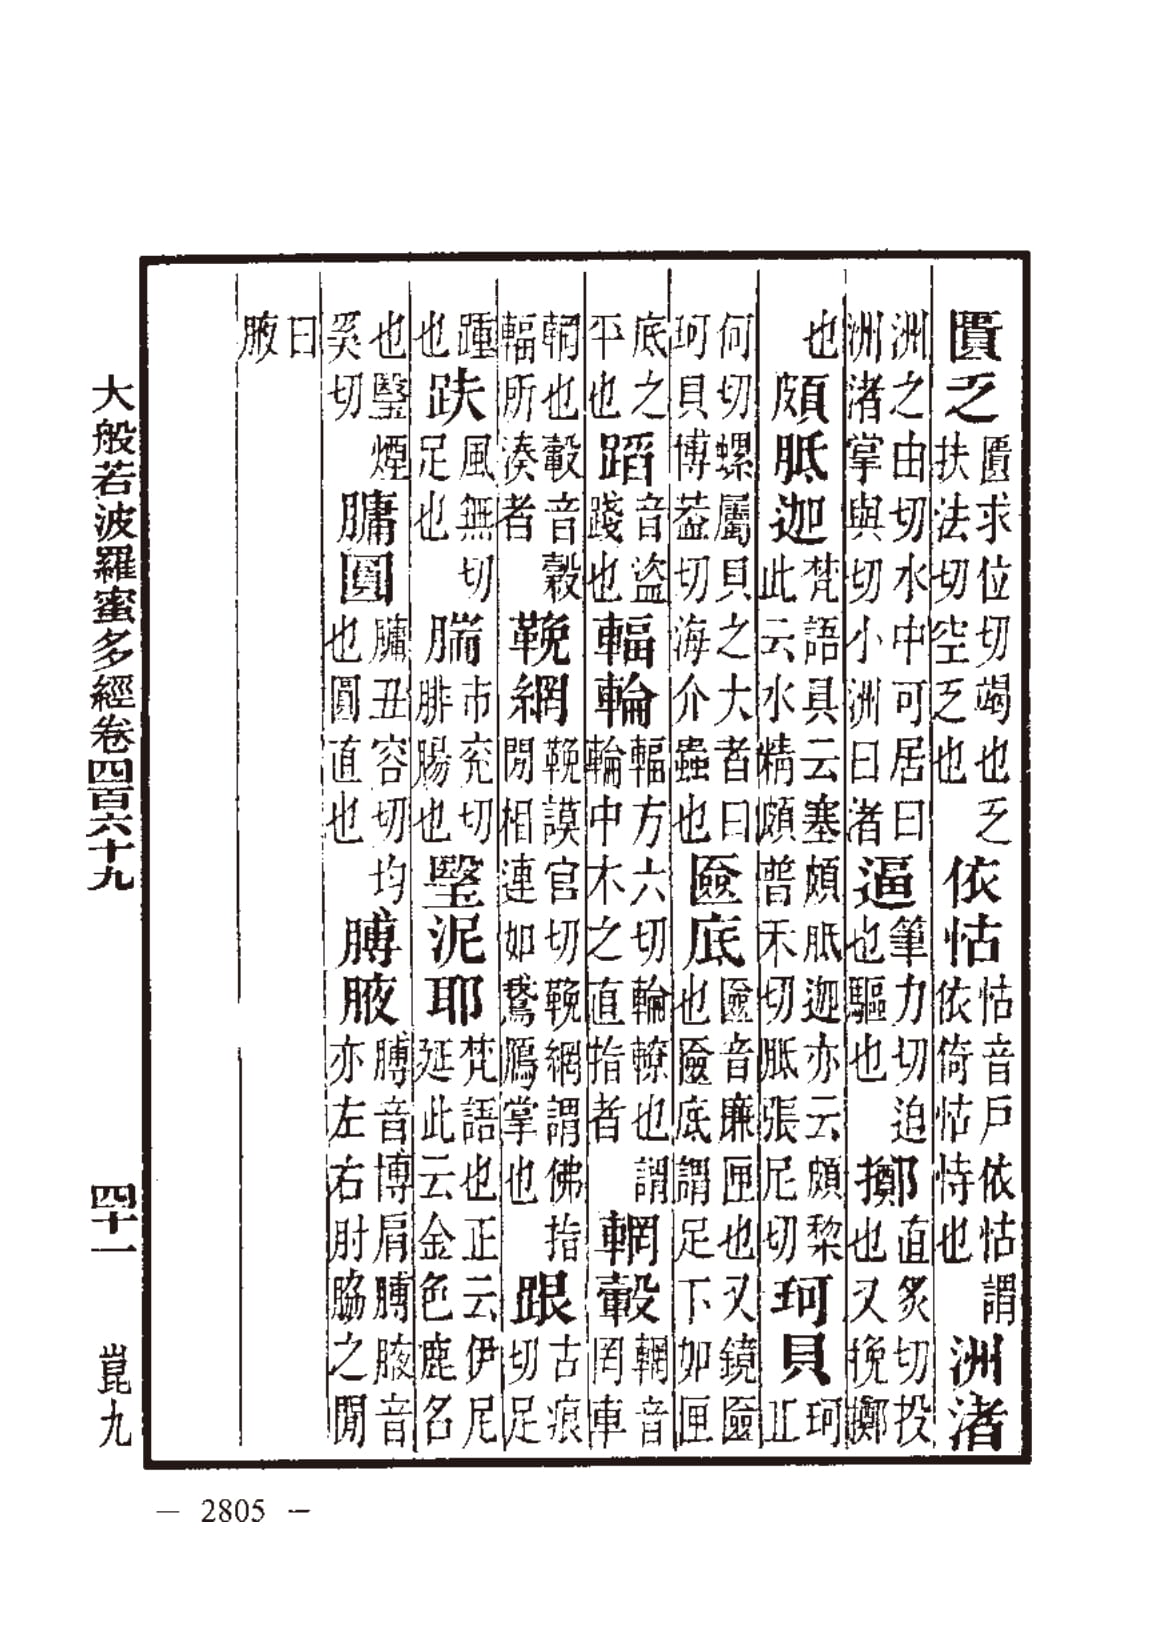 匱乏匱求位切竭也乏扶法切空乏也依怙怙音戶依怙謂依倚怙恃也洲渚
洲之由切水中可居曰洲渚掌與切小洲曰渚逼筆力切迫也驅也擲直炙切投也又挽擲
也頗胝迦梵語具云塞頗胝迦亦云頗黎此云水精頗普禾切胝張尼切珂貝珂丘
何切螺屬貝之大者曰珂貝博蓋切海介蟲也匳底匳音廉匣也又鏡匳也匳底謂足下如匣
底之平也蹈音盜踐也輻輪輻方六切輪轑也謂輪中木之直指者輞轂輞音罔車
輞也轂音穀輻所湊者鞔網鞔謨官切鞔網謂佛指閒相連如鵞鴈掌也跟古痕切足
踵也趺風無切足也腨市兖切腓腸也瑿泥耶梵語也正云伊尼延此云金色鹿名
也瑿煙奚切𦟛圓𦟛丑容切均也圓直也膊腋膊音博肩膊腋音亦左右肘脇之閒
曰腋
大般若波羅蜜多經卷四百六十九　四十一　崑九
— 2805 —